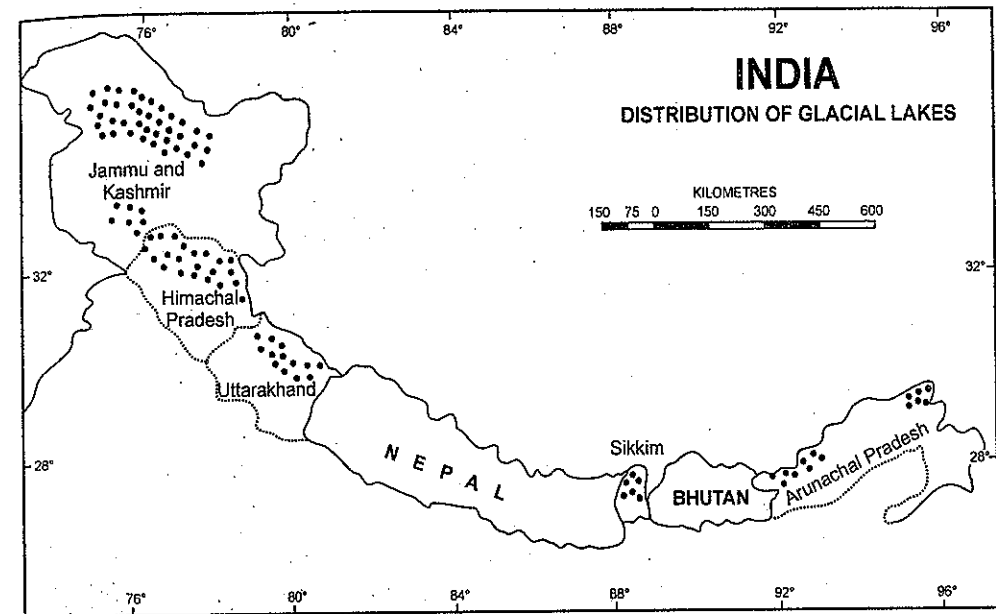 76° 80° 88° 92° 96°
INDIA
DISTRIBUTION OF GLACIAL LAKES
Jammu and
Kashmir
KILOMETRES
150 75 0 150 300 450 600
32° 32°
Himachal
Pradesh
Uttarakhand
28° 28°
NEPAL
Sikkim
BHUTAN
Arunachal Pradesh
76° 80° 84° 88° 92° 96°